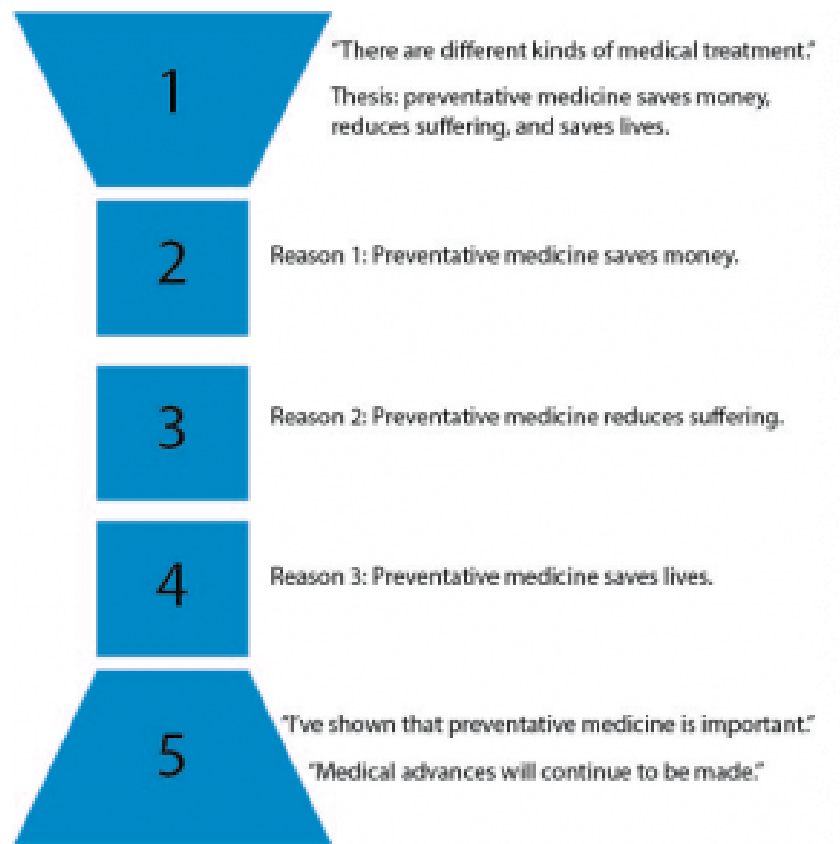 1
“There are different kinds of medical treatment.”
Thesis: preventative medicine saves money,
reduces suffering, and saves lives.
2
Reason 1: Preventative medicine saves money.
3
Reason 2: Preventative medicine reduces suffering.
4
Reason 3: Preventative medicine saves lives.
5
“I’ve shown that preventative medicine is important.”
“Medical advances will continue to be made.”